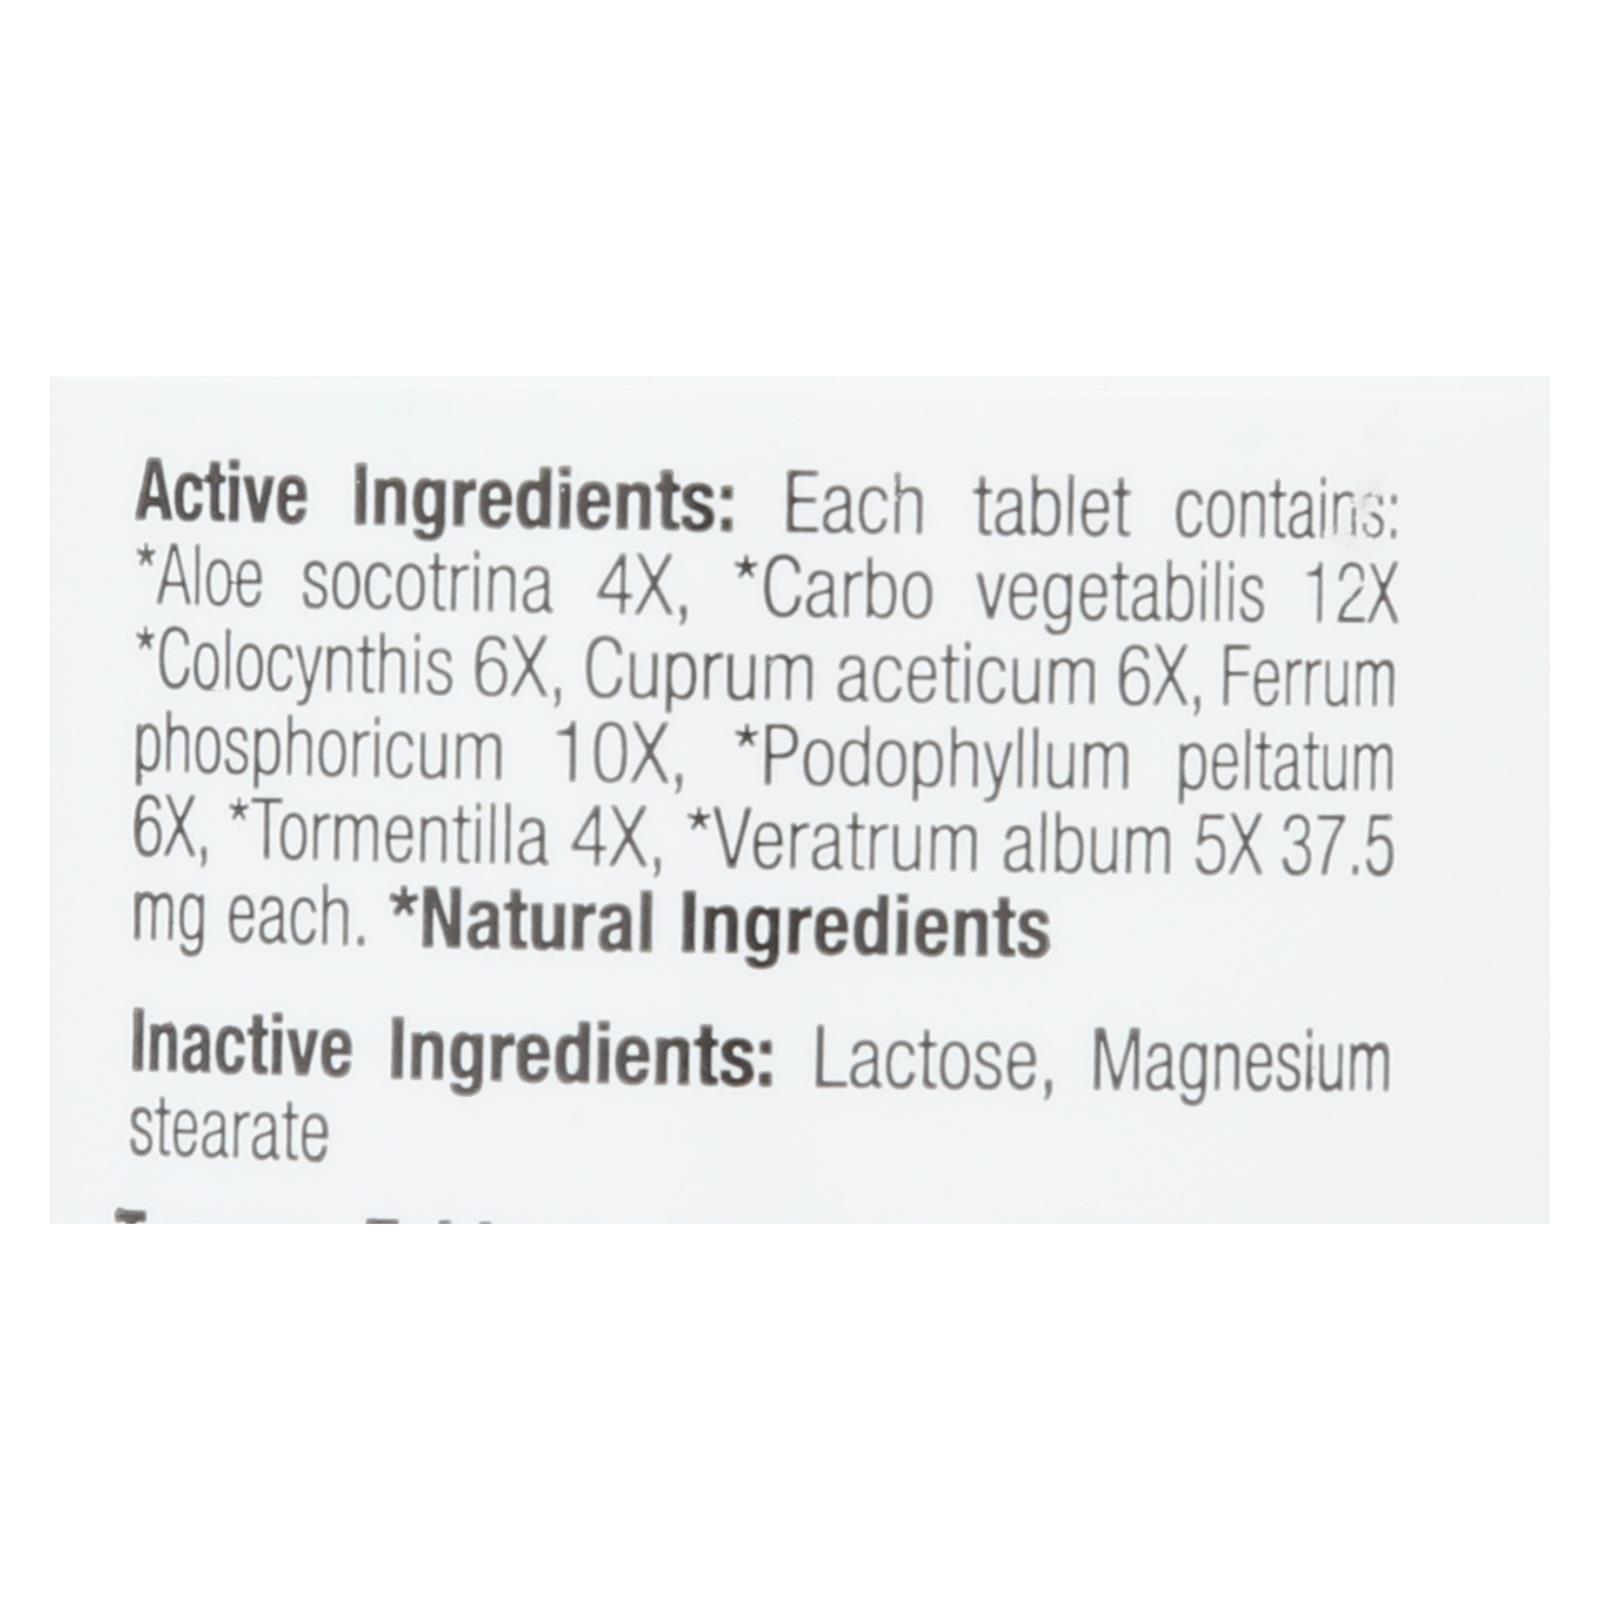 Active Ingredients: Each tablet contains:
*Aloe socotrina 4X, *Carbo vegetabilis 12X
*Colocynthis 6X, Cuprum aceticum 6X, Ferrum
phosphoricum 10X, *Podophyllum peltatum
6X, *Tormentilla 4X, *Veratrum album 5X 37.5
mg each. *Natural Ingredients
Inactive Ingredients: Lactose, Magnesium
stearate